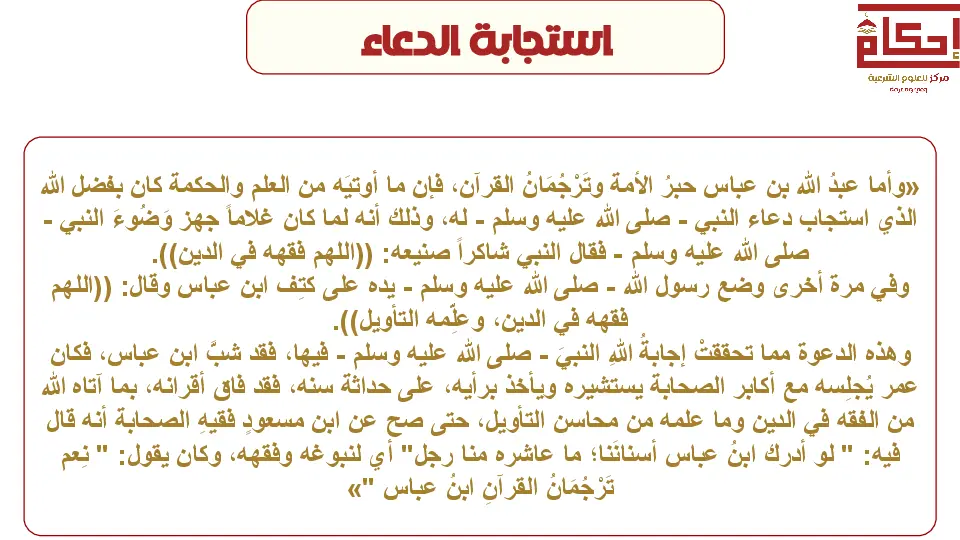 استجابة الدعاء
إحكام
مركز للعلوم الشرعية
«وأما عبدُ الله بن عباس حبرُ الأمة وتَرْجُمَانُ القرآن، فإن ما أوتيَه من العلم والحكمة كان بفضل الله
الذي استجاب دعاء النبي - صلى الله عليه وسلم - له، وذلك أنه لما كان غلاماً جهز وَضُوءَ النبي -
صلى الله عليه وسلم - فقال النبي شاكراً صنيعه: ((اللهم فقهه في الدين)).
وفي مرة أخرى وضع رسول الله - صلى الله عليه وسلم - يده على كتِف ابن عباس وقال: ((اللهم
فقهه في الدين، وعلِّمه التأويل)).
وهذه الدعوة مما تحققتْ إجابةُ اللهِ النبيَ - صلى الله عليه وسلم - فيها، فقد شبَّ ابن عباس، فكان
عمر يُجلِسه مع أكابر الصحابة يستشيره ويأخذ برأيه، على حداثة سنه، فقد فاق أقرانه، بما آتاه الله
من الفقه في الدين وما علمه من محاسن التأويل، حتى صح عن ابن مسعودٍ فقيهِ الصحابة أنه قال
فيه: " لو أدرك ابنُ عباس أسنانَنا؛ ما عاشره منا رجل" أي لنبوغه وفقهه، وكان يقول: " نِعم
تَرْجُمَانُ القرآنِ ابنُ عباس "»